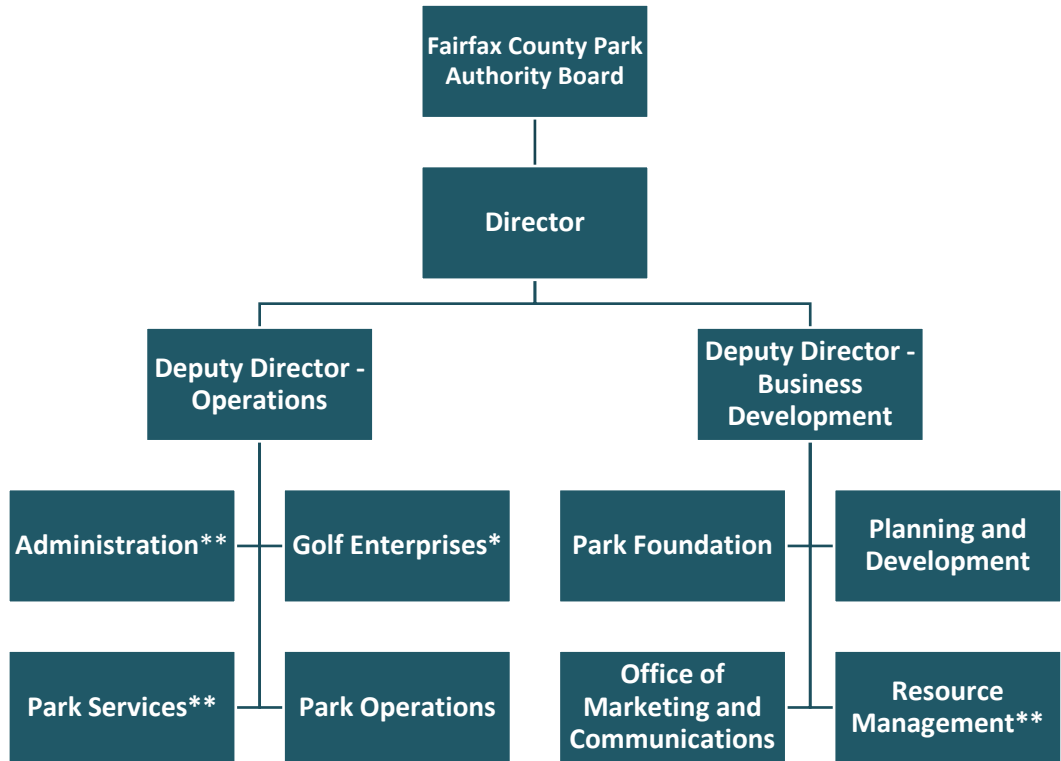 Fairfax County Park
Authority Board
Director
Deputy Director -
Operations
Deputy Director -
Business
Development
Administration**
Golf Enterprises*
Park Foundation
Planning and
Development
Park Services**
Park Operations
Office of
Marketing and
Communications
Resource
Management**